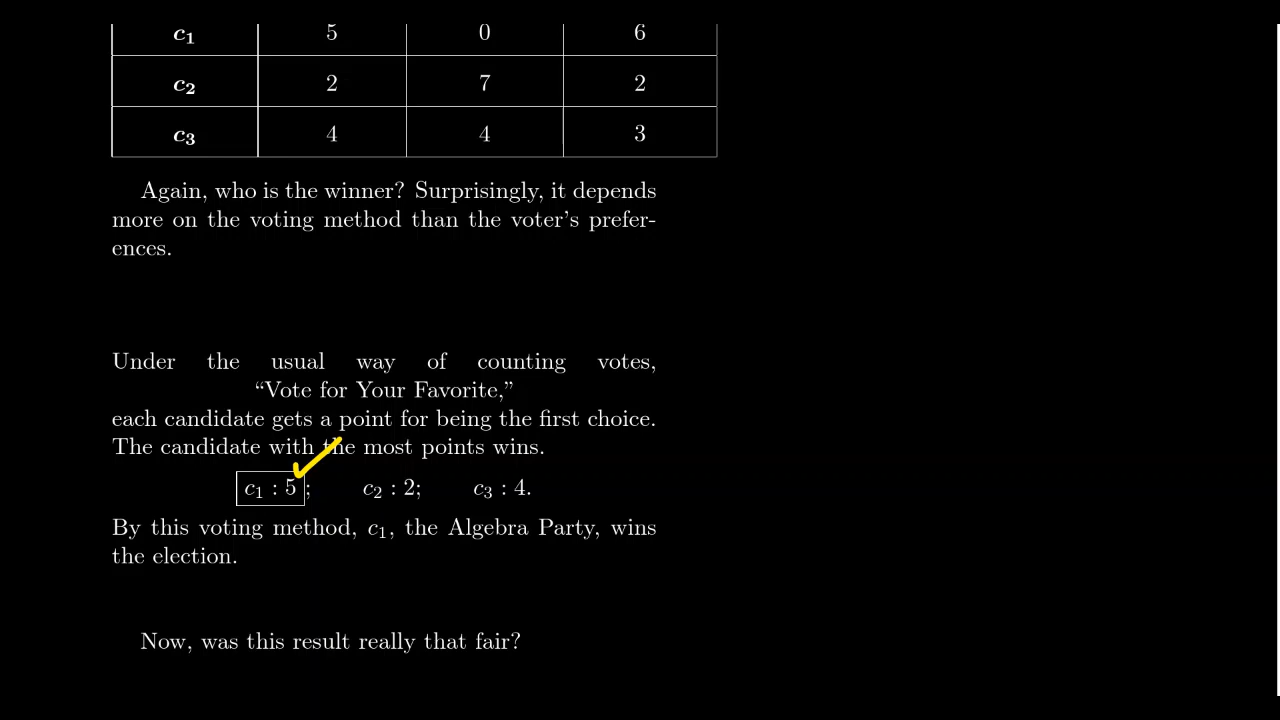 c₁ 5 0 6
c₂ 2 7 2
c₃ 4 4 3
Again, who is the winner? Surprisingly, it depends
more on the voting method than the voter's prefer-
ences.
Under the usual way of counting votes,
“Vote for Your Favorite,”
each candidate gets a point for being the first choice.
The candidate with the most points wins.
c₁ : 5 ; c₂ : 2; c₃ : 4.
By this voting method, c₁, the Algebra Party, wins
the election.
Now, was this result really that fair?